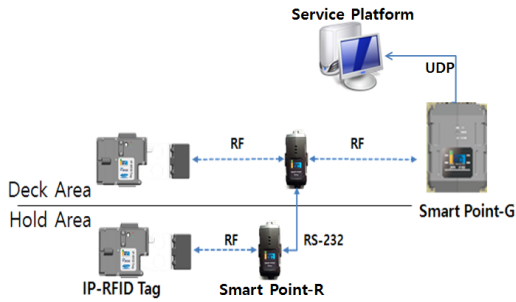 Service Platform
UDP
RF
RF
Deck Area
Smart Point-G
Hold Area
RF
RS-232
IP-RFID Tag
Smart Point-R